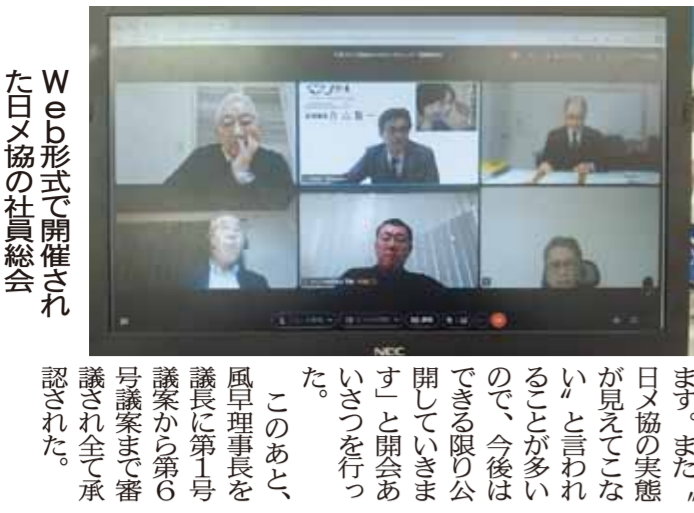 Web形式で開催され
た日メ協の社員総会
NEC
ます。また〝
日メ協の実態
が見えてこな
い〟と言われ
ることが多い
ので、今後は
できる限り公
開していきま
す」と開会あ
いさつを行っ
た。
このあと、
風早理事長を
議長に第1号
議案から第6
号議案まで審
議され全て承
認された。